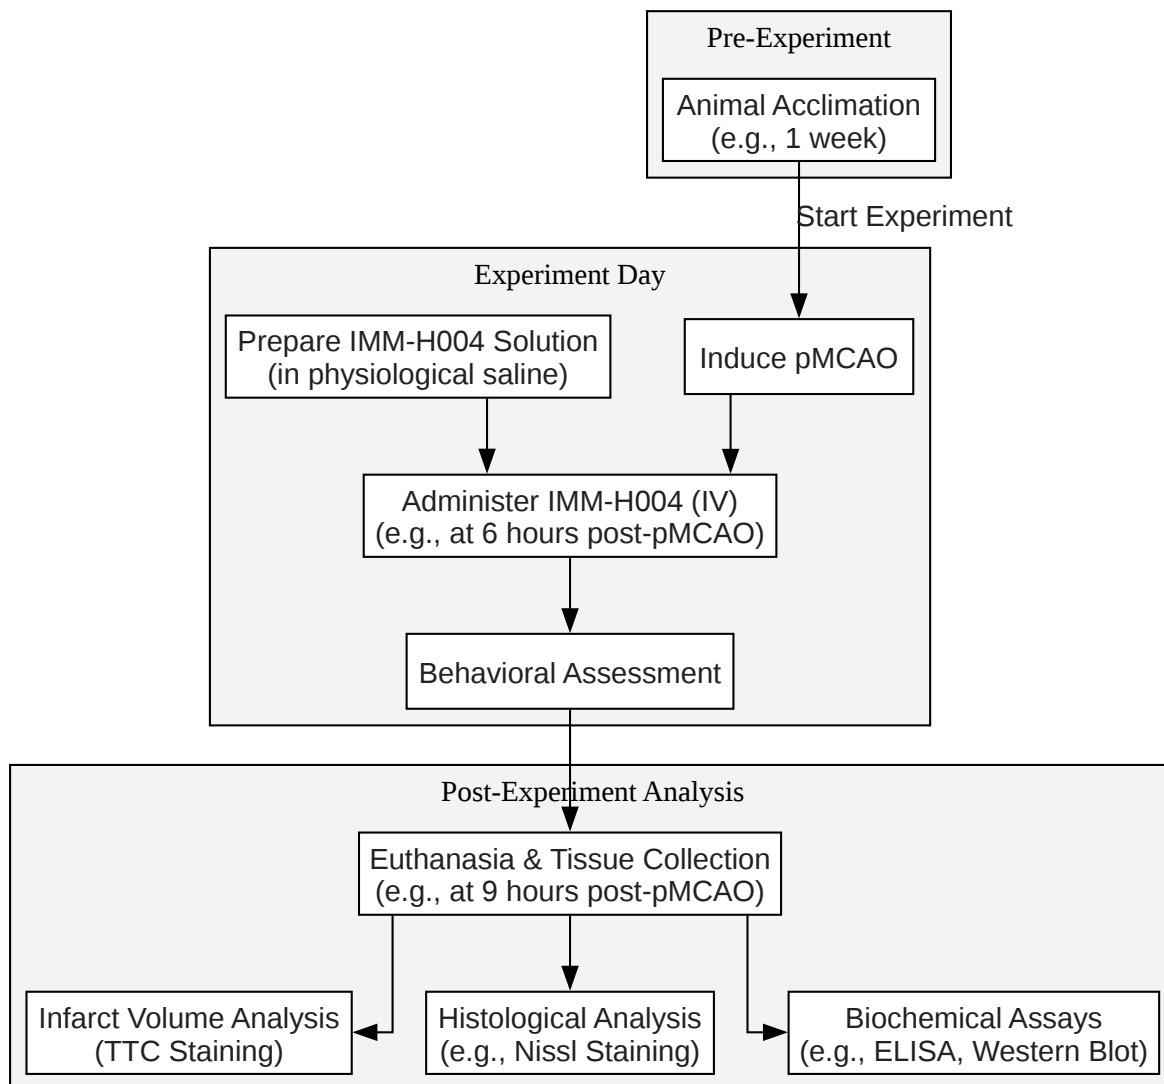 Pre-Experiment
Animal Acclimation
(e.g., 1 week)
Start Experiment
Experiment Day
Prepare IMM-H004 Solution
(in physiological saline)
Induce pMCAO
Administer IMM-H004 (IV)
(e.g., at 6 hours post-pMCAO)
Behavioral Assessment
Post-Experiment Analysis
Euthanasia & Tissue Collection
(e.g., at 9 hours post-pMCAO)
Infarct Volume Analysis
(TTC Staining)
Histological Analysis
(e.g., Nissl Staining)
Biochemical Assays
(e.g., ELISA, Western Blot)